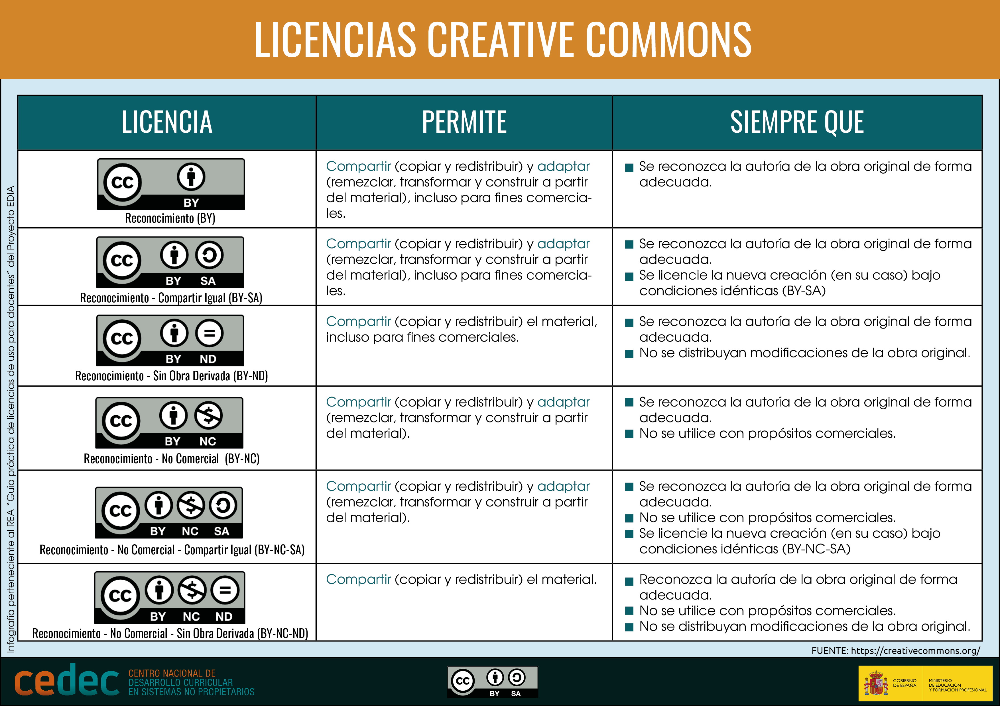 LICENCIAS CREATIVE COMMONS
LICENCIA
PERMITE
SIEMPRE QUE
cc
BY
Reconocimiento (BY)
Compartir (copiar y redistribuir) y adaptar
(remezclar, transformar y construir a partir
del material), incluso para fines comercia-
les.
Se reconozca la autoría de la obra original de forma
adecuada.
cc
BY SA
Reconocimiento - Compartir Igual (BY-SA)
Compartir (copiar y redistribuir) y adaptar
(remezclar, transformar y construir a partir
del material), incluso para fines comercia-
les.
Se reconozca la autoría de la obra original de forma
adecuada.
Se licencie la nueva creación (en su caso) bajo
condiciones idénticas (BY-SA)
cc
BY ND
Reconocimiento - Sin Obra Derivada (BY-ND)
Compartir (copiar y redistribuir) el material,
incluso para fines comerciales.
Se reconozca la autoría de la obra original de forma
adecuada.
No se distribuyan modificaciones de la obra original.
cc
BY NC
Reconocimiento - No Comercial (BY-NC)
Compartir (copiar y redistribuir) y adaptar
(remezclar, transformar y construir a partir
del material).
Se reconozca la autoría de la obra original de forma
adecuada.
No se utilice con propósitos comerciales.
cc
BY NC SA
Reconocimiento - No Comercial - Compartir Igual (BY-NC-SA)
Compartir (copiar y redistribuir) y adaptar
(remezclar, transformar y construir a partir
del material).
Se reconozca la autoría de la obra original de forma
adecuada.
No se utilice con propósitos comerciales.
Se licencie la nueva creación (en su caso) bajo
condiciones idénticas (BY-NC-SA)
cc
BY NC ND
Reconocimiento - No Comercial - Sin Obra Derivada (BY-NC-ND)
Compartir (copiar y redistribuir) el material.
Reconozca la autoría de la obra original de forma
adecuada.
No se utilice con propósitos comerciales.
No se distribuyan modificaciones de la obra original.
Infografía perteneciente al REA "Guía práctica de licencias de uso para docentes" del Proyecto EDIA
FUENTE: https://creativecommons.org/
cedec
CENTRO NACIONAL DE
DESARROLLO CURRICULAR
EN SISTEMAS NO PROPIETARIOS
cc
BY SA
GOBIERNO
DE ESPAÑA
MINISTERIO
DE EDUCACIÓN
Y FORMACIÓN PROFESIONAL